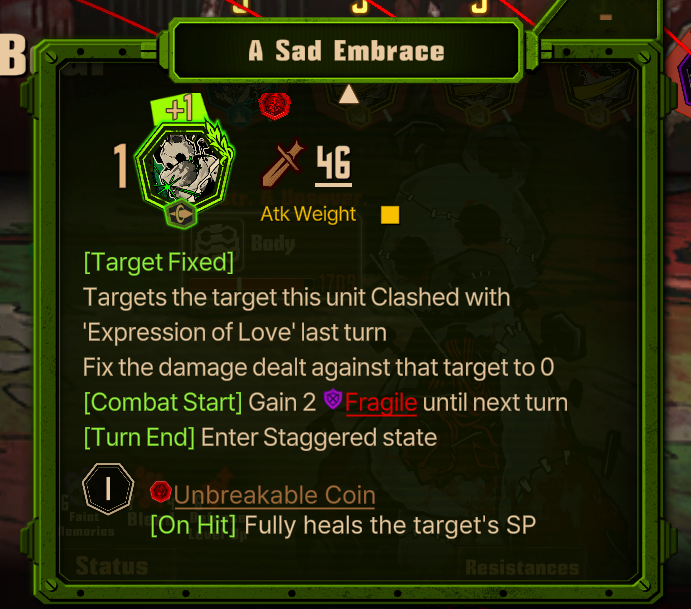 A Sad Embrace
+1
1
46
Atk Weight
[Target Fixed]
Targets the target this unit Clashed with
'Expression of Love' last turn
Fix the damage dealt against that target to 0
[Combat Start] Gain 2 Fragile until next turn
[Turn End] Enter Staggered state
I
Unbreakable Coin
[On Hit] Fully heals the target's SP
Body
Faint
Memories
Status
Resistances